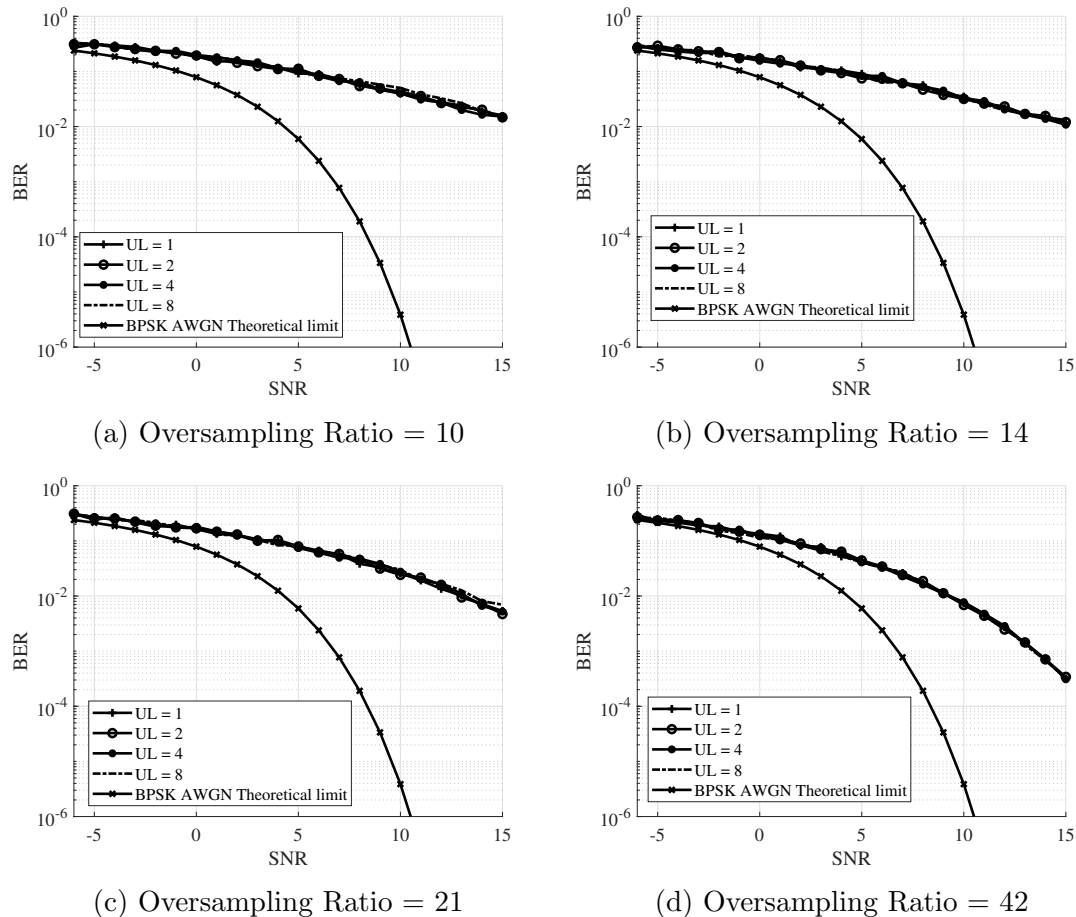 10^0
10^-2
10^-4
10^-6
BER
UL = 1
UL = 2
UL = 4
UL = 8
BPSK AWGN Theoretical limit
-5 0 5 10 15
SNR
(a) Oversampling Ratio = 10
10^0
10^-2
10^-4
10^-6
BER
UL = 1
UL = 2
UL = 4
UL = 8
BPSK AWGN Theoretical limit
-5 0 5 10 15
SNR
(b) Oversampling Ratio = 14
10^0
10^-2
10^-4
10^-6
BER
UL = 1
UL = 2
UL = 4
UL = 8
BPSK AWGN Theoretical limit
-5 0 5 10 15
SNR
(c) Oversampling Ratio = 21
10^0
10^-2
10^-4
10^-6
BER
UL = 1
UL = 2
UL = 4
UL = 8
BPSK AWGN Theoretical limit
-5 0 5 10 15
SNR
(d) Oversampling Ratio = 42